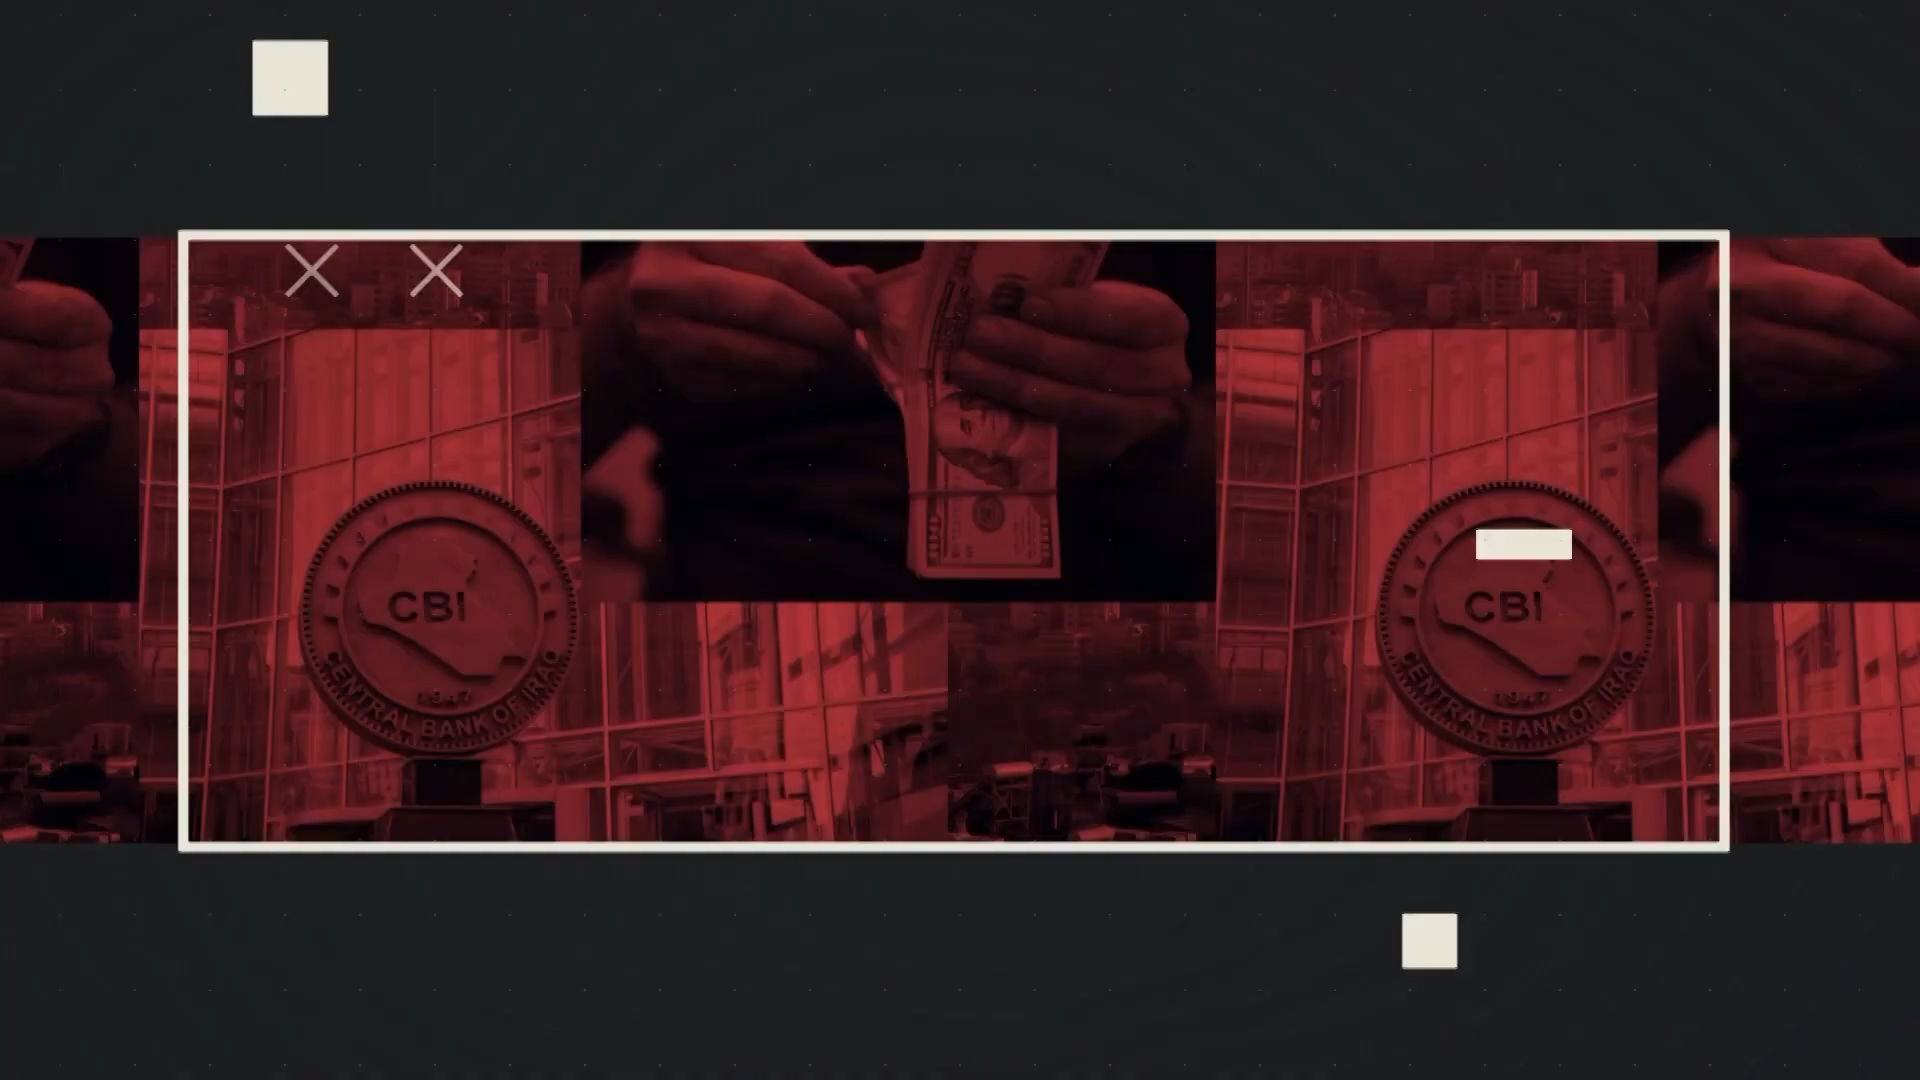 CBI
1947
CENTRAL BANK OF IRAQ
CBI
1947
CENTRAL BANK OF IRAQ